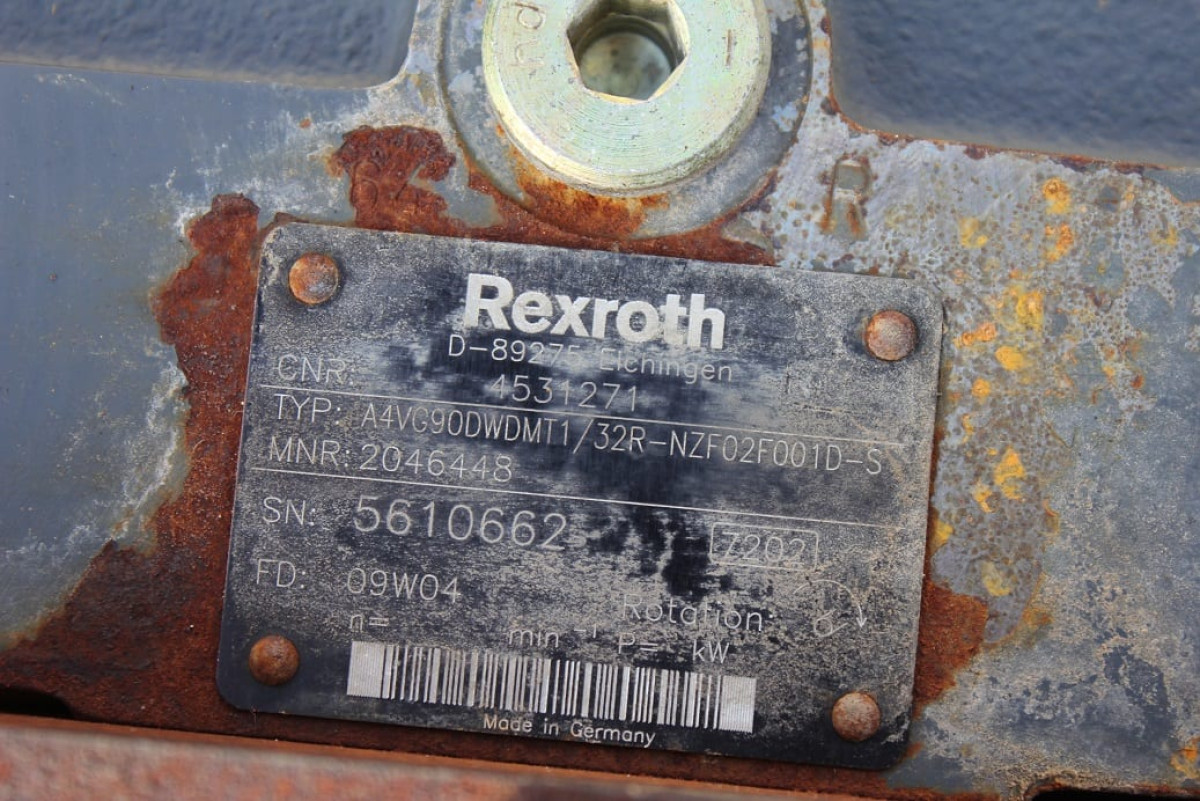 Rexroth
D-89275 Elchingen
CNR: 4531271
TYP: A4VG90DWDMT1/32R-NZF02F001D-S
MNR: 2046448
SN: 5610662 7202
FD: 09W04 Rotation:
n= min⁻¹ P= kW
Made in Germany